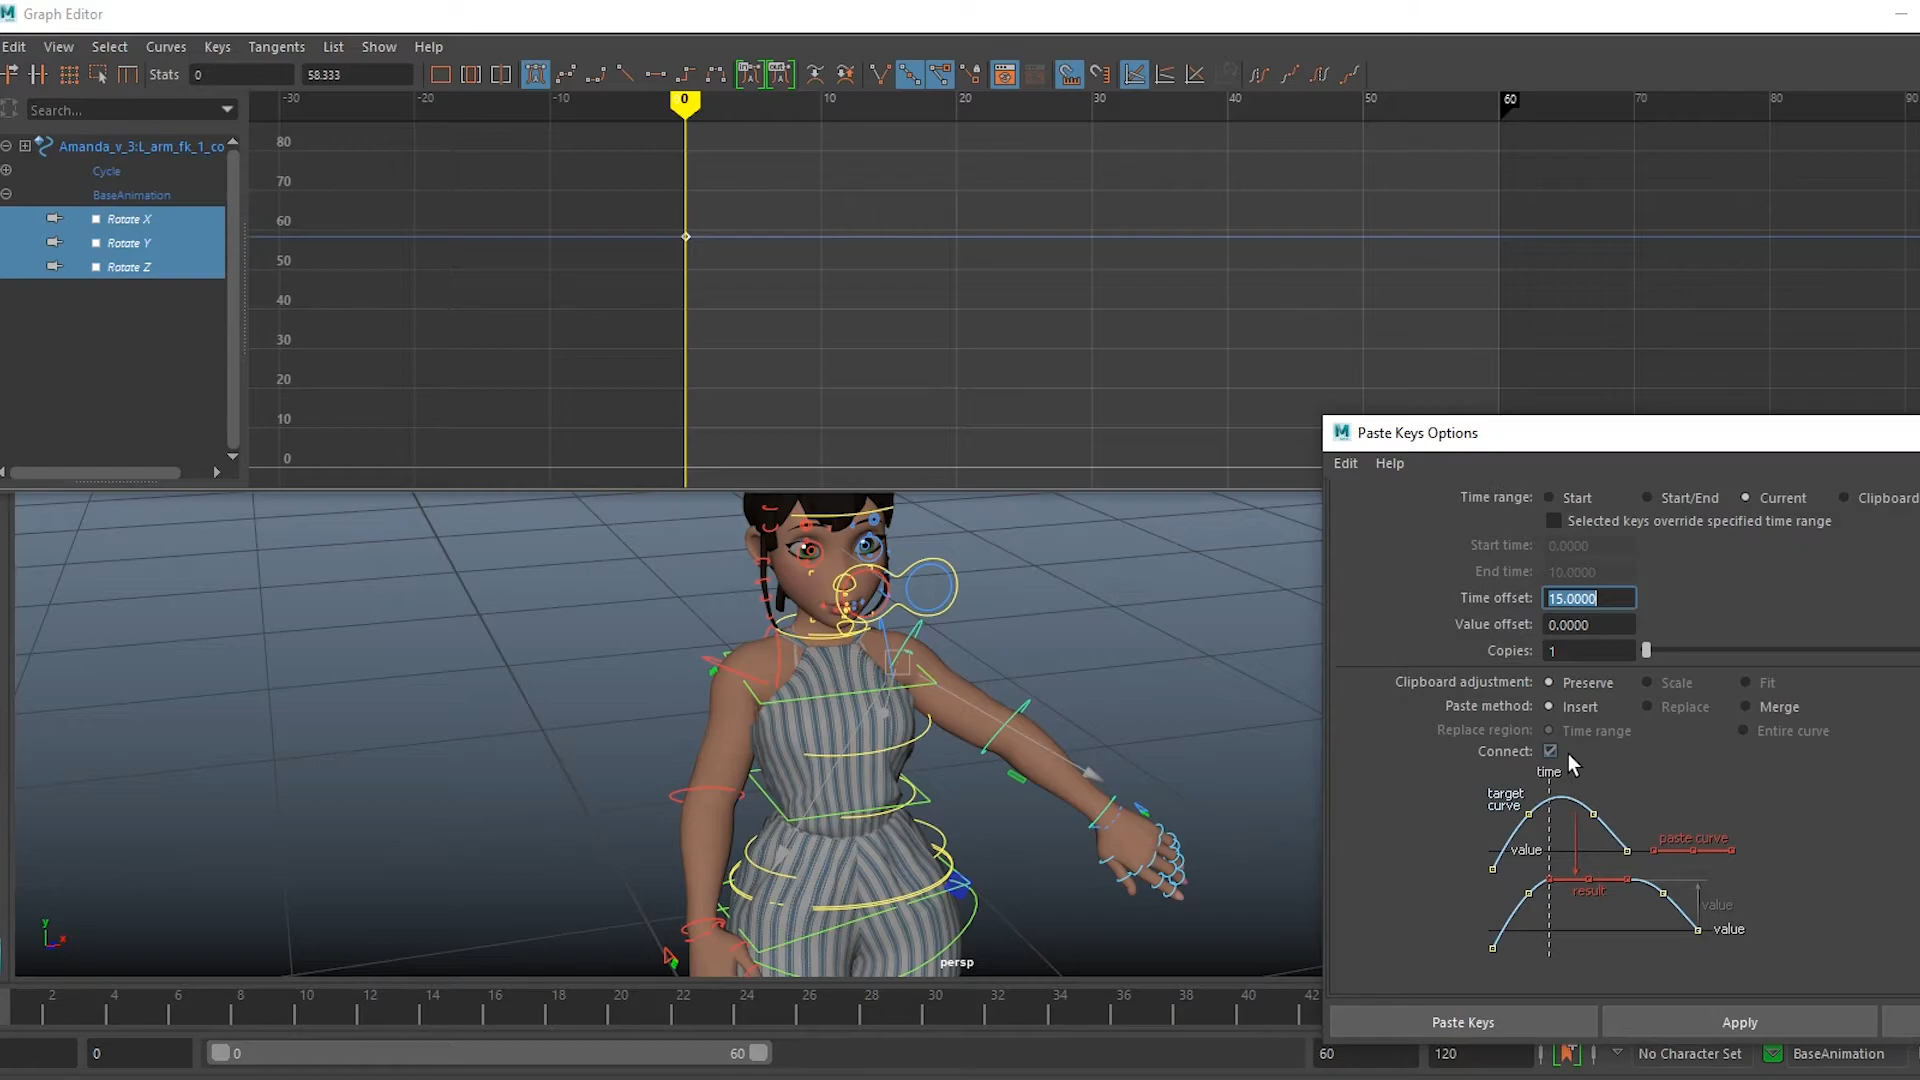 Graph Editor
Edit View Select Curves Keys Tangents List Show Help
Stats 0 58.333
Search...
-30 -20 -10 0 10 20 30 40 50 60 70 80 90
Amanda_v_3:L_arm_fk_1_co
Cycle
BaseAnimation
Rotate X
Rotate Y
Rotate Z
80
70
60
50
40
30
20
10
0
Paste Keys Options
Edit Help
Time range: Start Start/End Current Clipboard
Selected keys override specified time range
Start time: 0.0000
End time: 10.0000
Time offset: 15.0000
Value offset: 0.0000
Copies: 1
Clipboard adjustment: Preserve Scale Fit
Paste method: Insert Replace Merge
Replace region: Time range Entire curve
Connect:
time
target
curve
paste curve
value
result
value
value
y
x
persp
2 4 6 8 10 12 14 16 18 20 22 24 26 28 30 32 34 36 38 40 42
Paste Keys Apply
0 0 60 60 120 No Character Set BaseAnimation